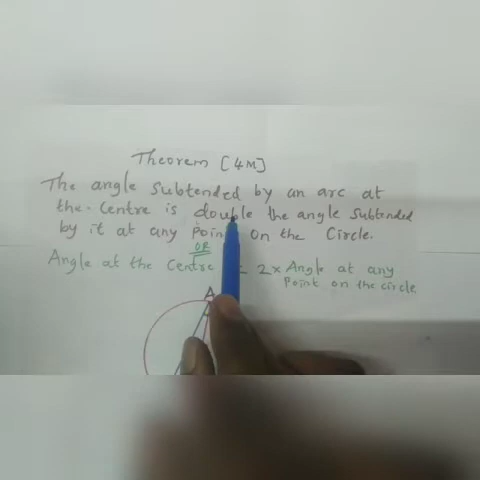 Theorem [4M]
The angle subtended by an arc at
the centre is double the angle subtended
by it at any Point on the Circle.
OR
Angle at the Centre = 2x Angle at any
Point on the circle.
A